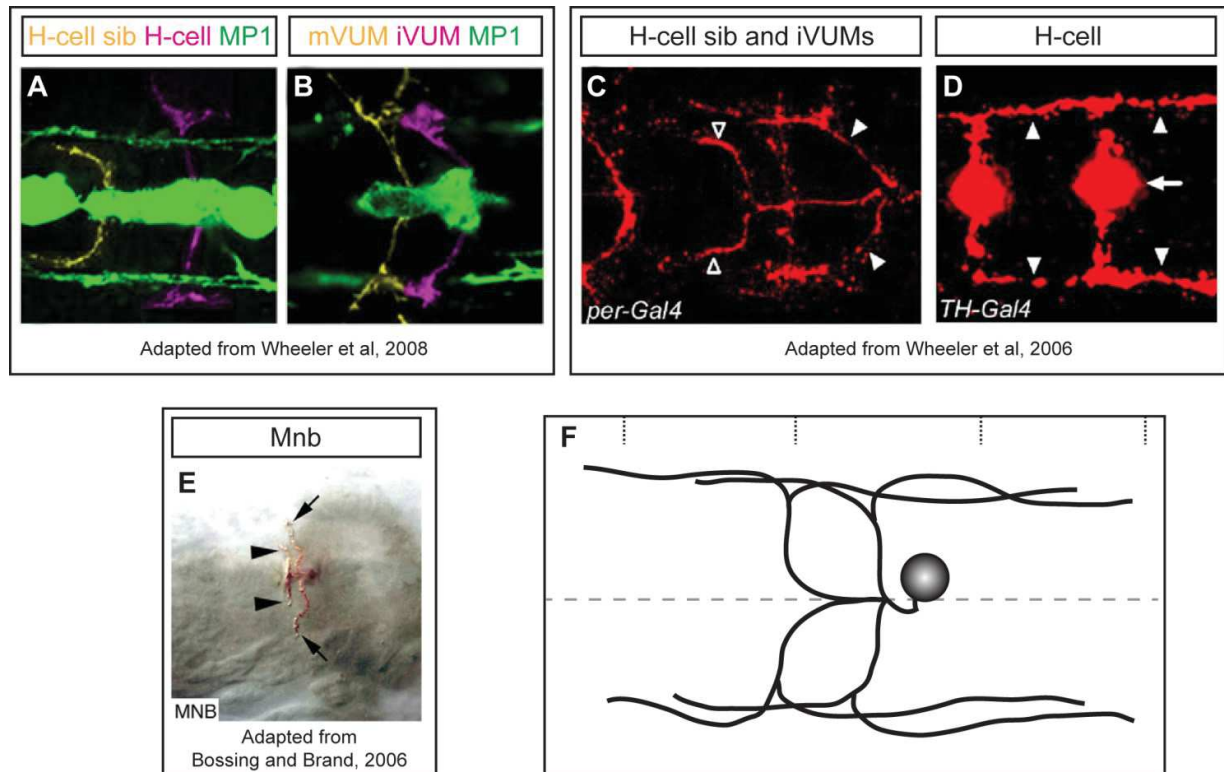 H-cell sib H-cell MP1
A
mVUM iVUM MP1
B
Adapted from Wheeler et al, 2008
H-cell sib and iVUMs
C
per-Gal4
H-cell
D
TH-Gal4
Adapted from Wheeler et al, 2006
Mnb
E
MNB
Adapted from
Bossing and Brand, 2006
F